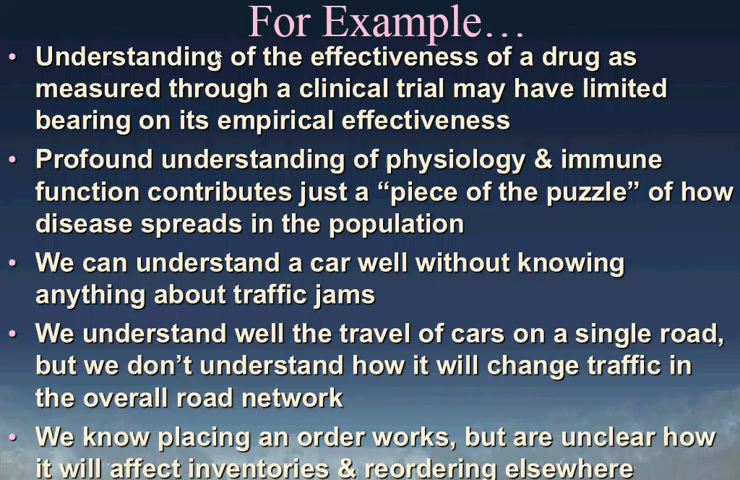 For Example…
• Understanding of the effectiveness of a drug as
measured through a clinical trial may have limited
bearing on its empirical effectiveness
• Profound understanding of physiology & immune
function contributes just a “piece of the puzzle” of how
disease spreads in the population
• We can understand a car well without knowing
anything about traffic jams
• We understand well the travel of cars on a single road,
but we don’t understand how it will change traffic in
the overall road network
• We know placing an order works, but are unclear how
it will affect inventories & reordering elsewhere